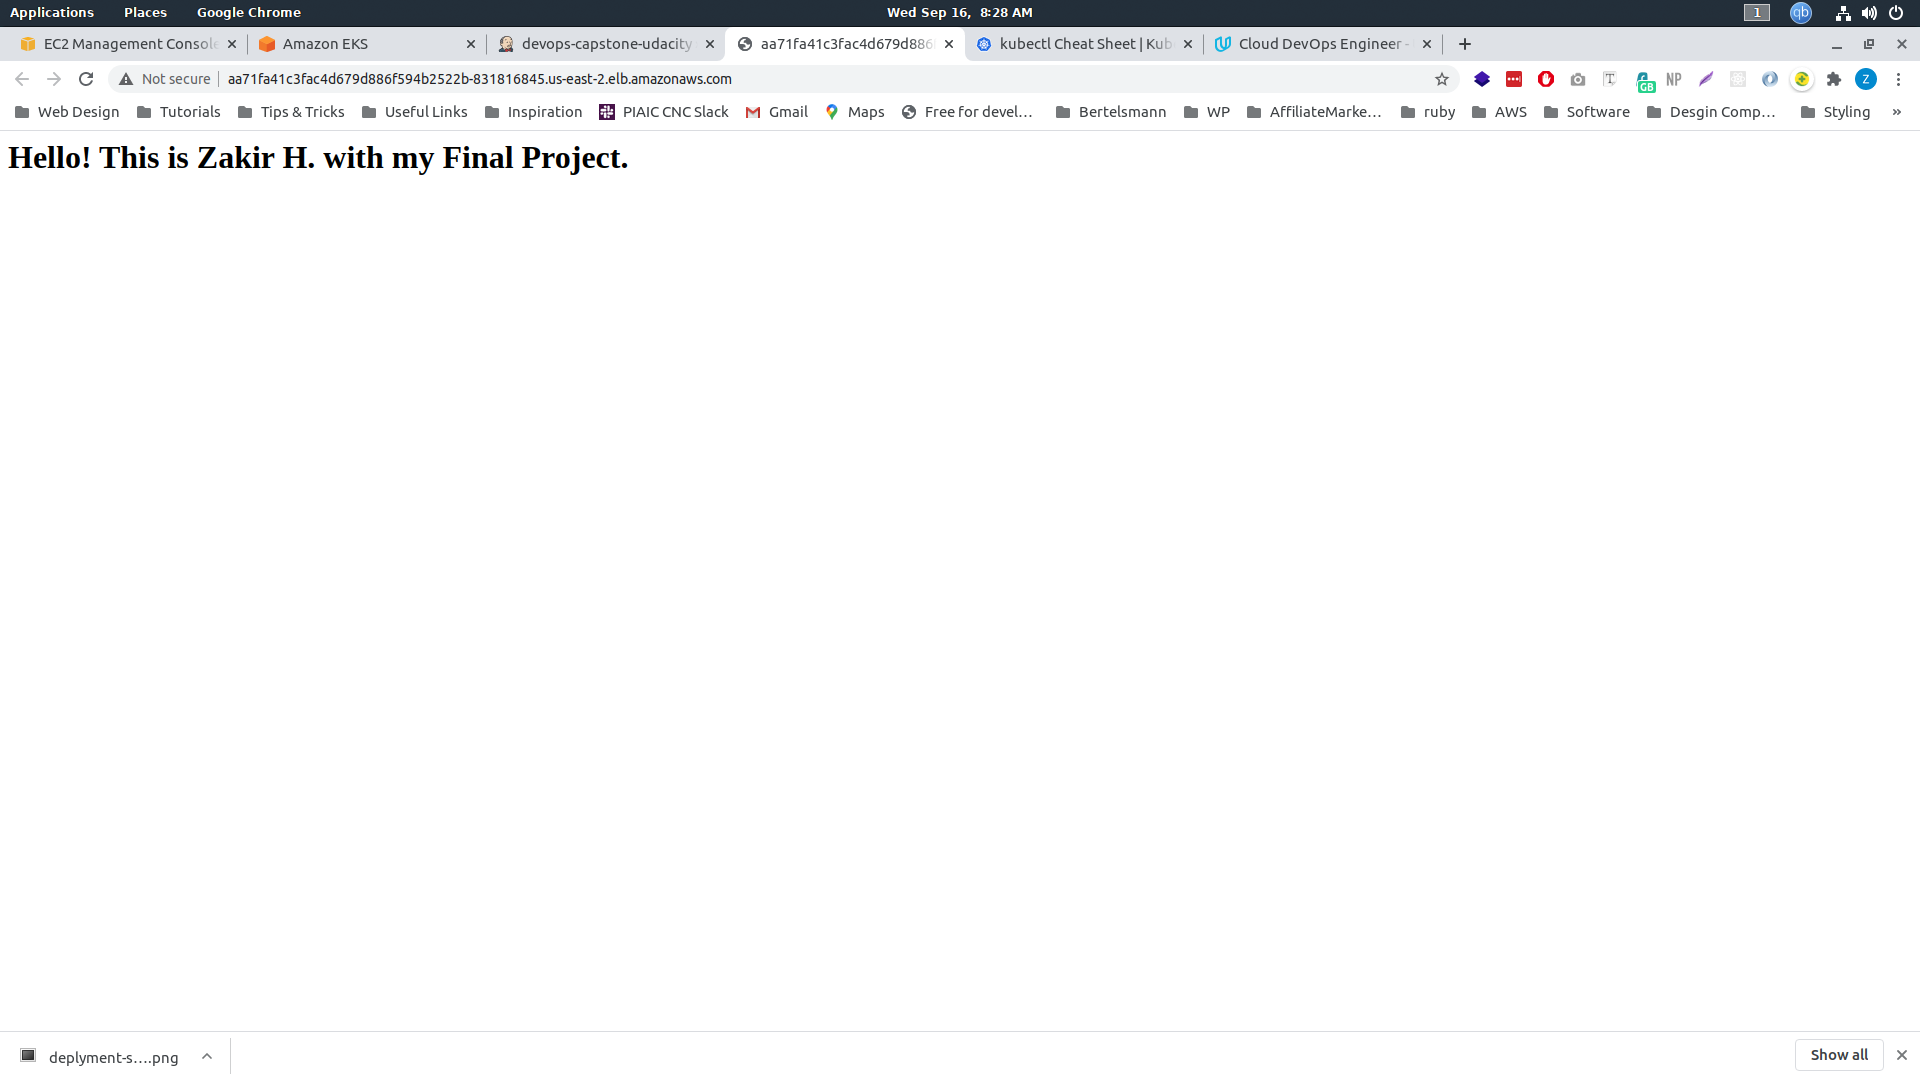 Applications Places Google Chrome Wed Sep 16, 8:28 AM 1 qb
EC2 Management Console Amazon EKS devops-capstone-udacity aa71fa41c3fac4d679d886f kubectl Cheat Sheet | Kub Cloud DevOps Engineer -
Not secure aa71fa41c3fac4d679d886f594b2522b-831816845.us-east-2.elb.amazonaws.com GB NP Z
Web Design Tutorials Tips & Tricks Useful Links Inspiration PIAIC CNC Slack Gmail Maps Free for devel... Bertelsmann WP AffiliateMarke... ruby AWS Software Desgin Comp... Styling »
Hello! This is Zakir H. with my Final Project.
deplyment-s....png Show all